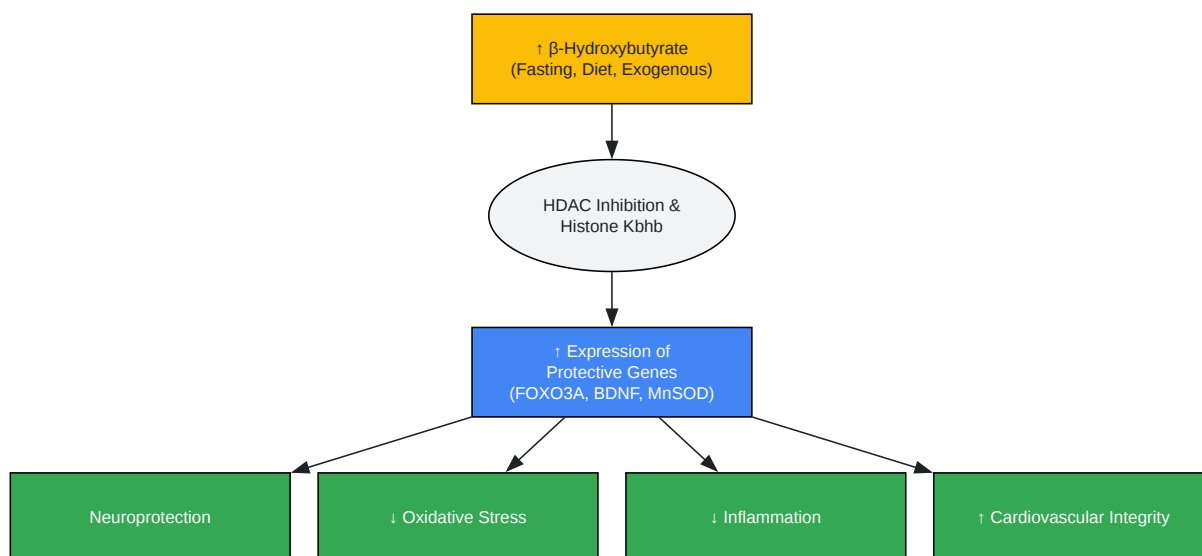 ↑ β-Hydroxybutyrate
(Fasting, Diet, Exogenous)
HDAC Inhibition &
Histone Kbhb
↑ Expression of
Protective Genes
(FOXO3A, BDNF, MnSOD)
Neuroprotection
↓ Oxidative Stress
↓ Inflammation
↑ Cardiovascular Integrity